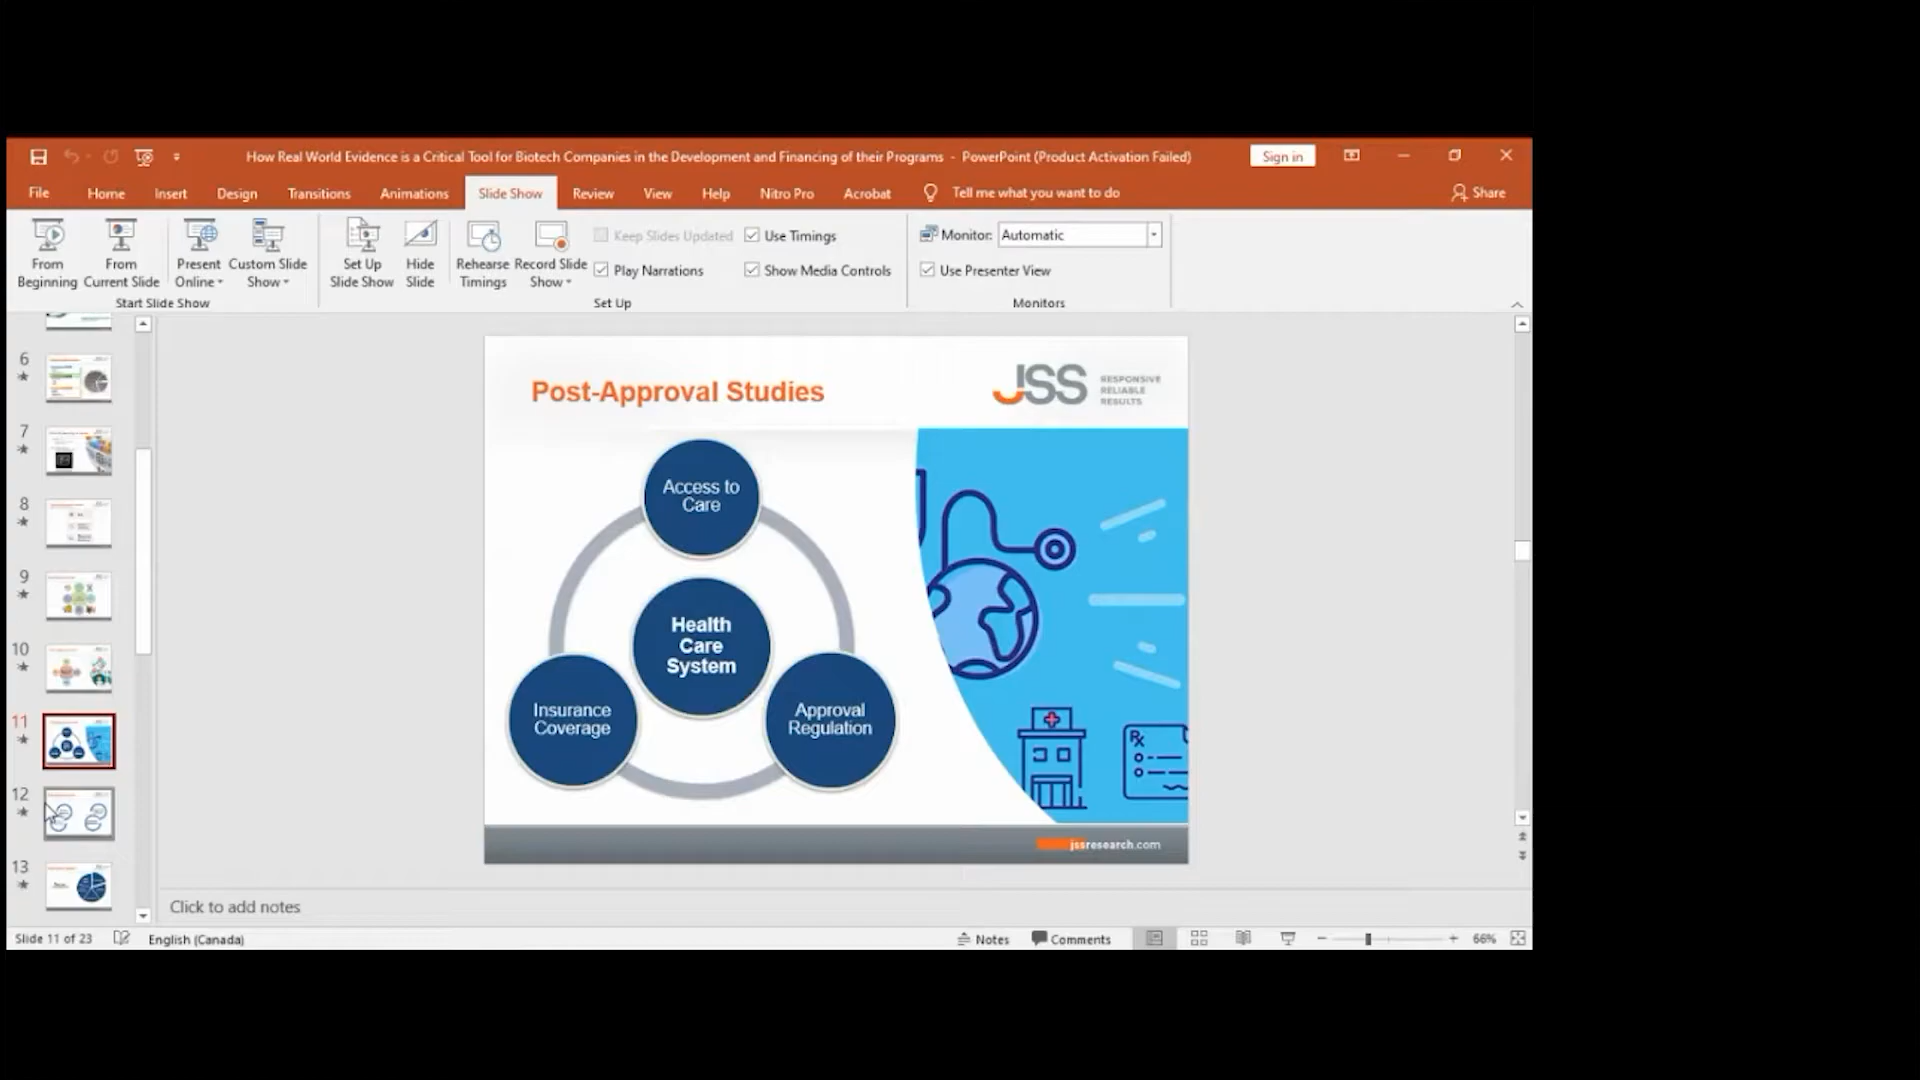 How Real World Evidence is a Critical Tool for Biotech Companies in the Development and Financing of their Programs - PowerPoint (Product Activation Failed)
Sign in
File Home Insert Design Transitions Animations Slide Show Review View Help Nitro Pro Acrobat Tell me what you want to do Share
From Beginning
From Current Slide
Present Online
Custom Slide Show
Start Slide Show
Set Up Slide Show
Hide Slide
Rehearse Timings
Record Slide Show
Keep Slides Updated
Use Timings
Play Narrations
Show Media Controls
Set Up
Monitor: Automatic
Use Presenter View
Monitors
6
7
8
9
10
11
12
13
Post-Approval Studies
JSS
RESPONSIVE
RELIABLE
RESULTS
Access to
Care
Health
Care
System
Insurance
Coverage
Approval
Regulation
Rx
jssresearch.com
Click to add notes
Slide 11 of 23 English (Canada) Notes Comments 66%